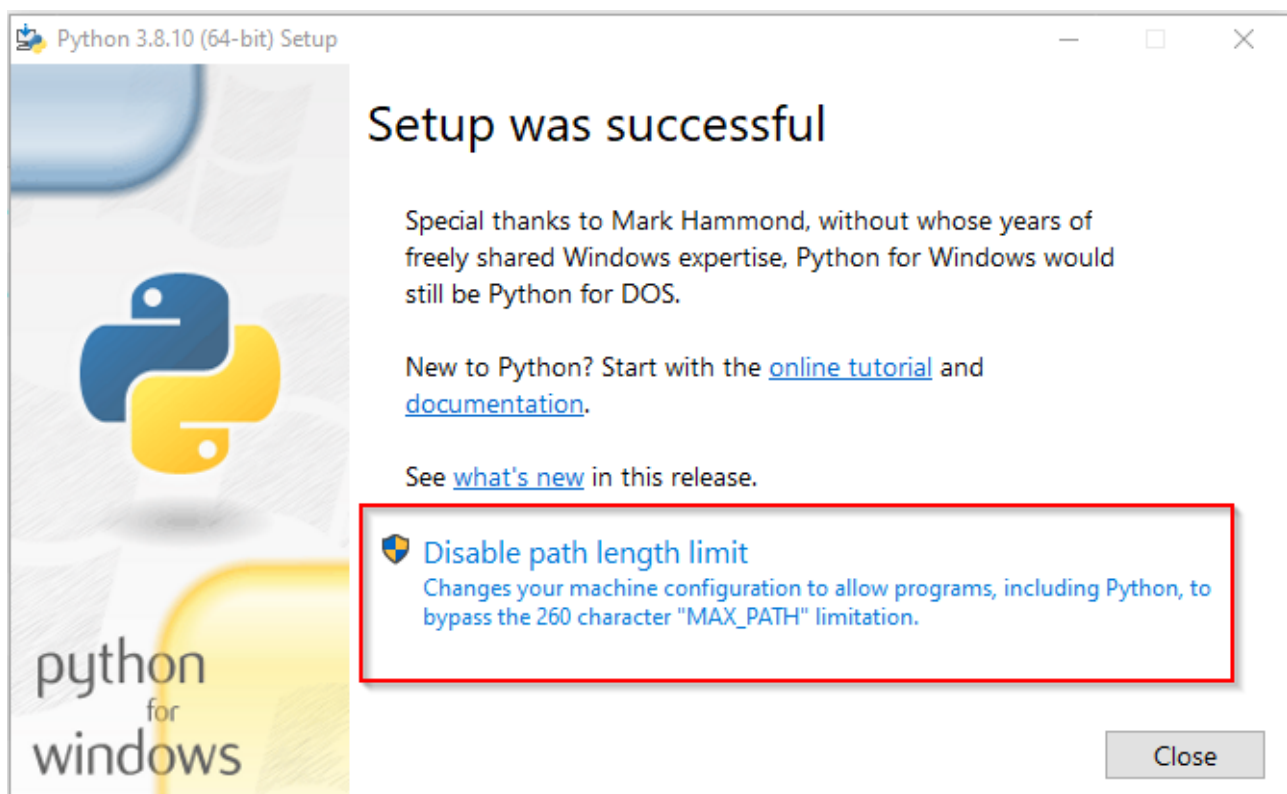 Python 3.8.10 (64-bit) Setup
Setup was successful
Special thanks to Mark Hammond, without whose years of
freely shared Windows expertise, Python for Windows would
still be Python for DOS.
New to Python? Start with the online tutorial and
documentation.
See what's new in this release.
Disable path length limit
Changes your machine configuration to allow programs, including Python, to
bypass the 260 character "MAX_PATH" limitation.
python
for
windows
Close